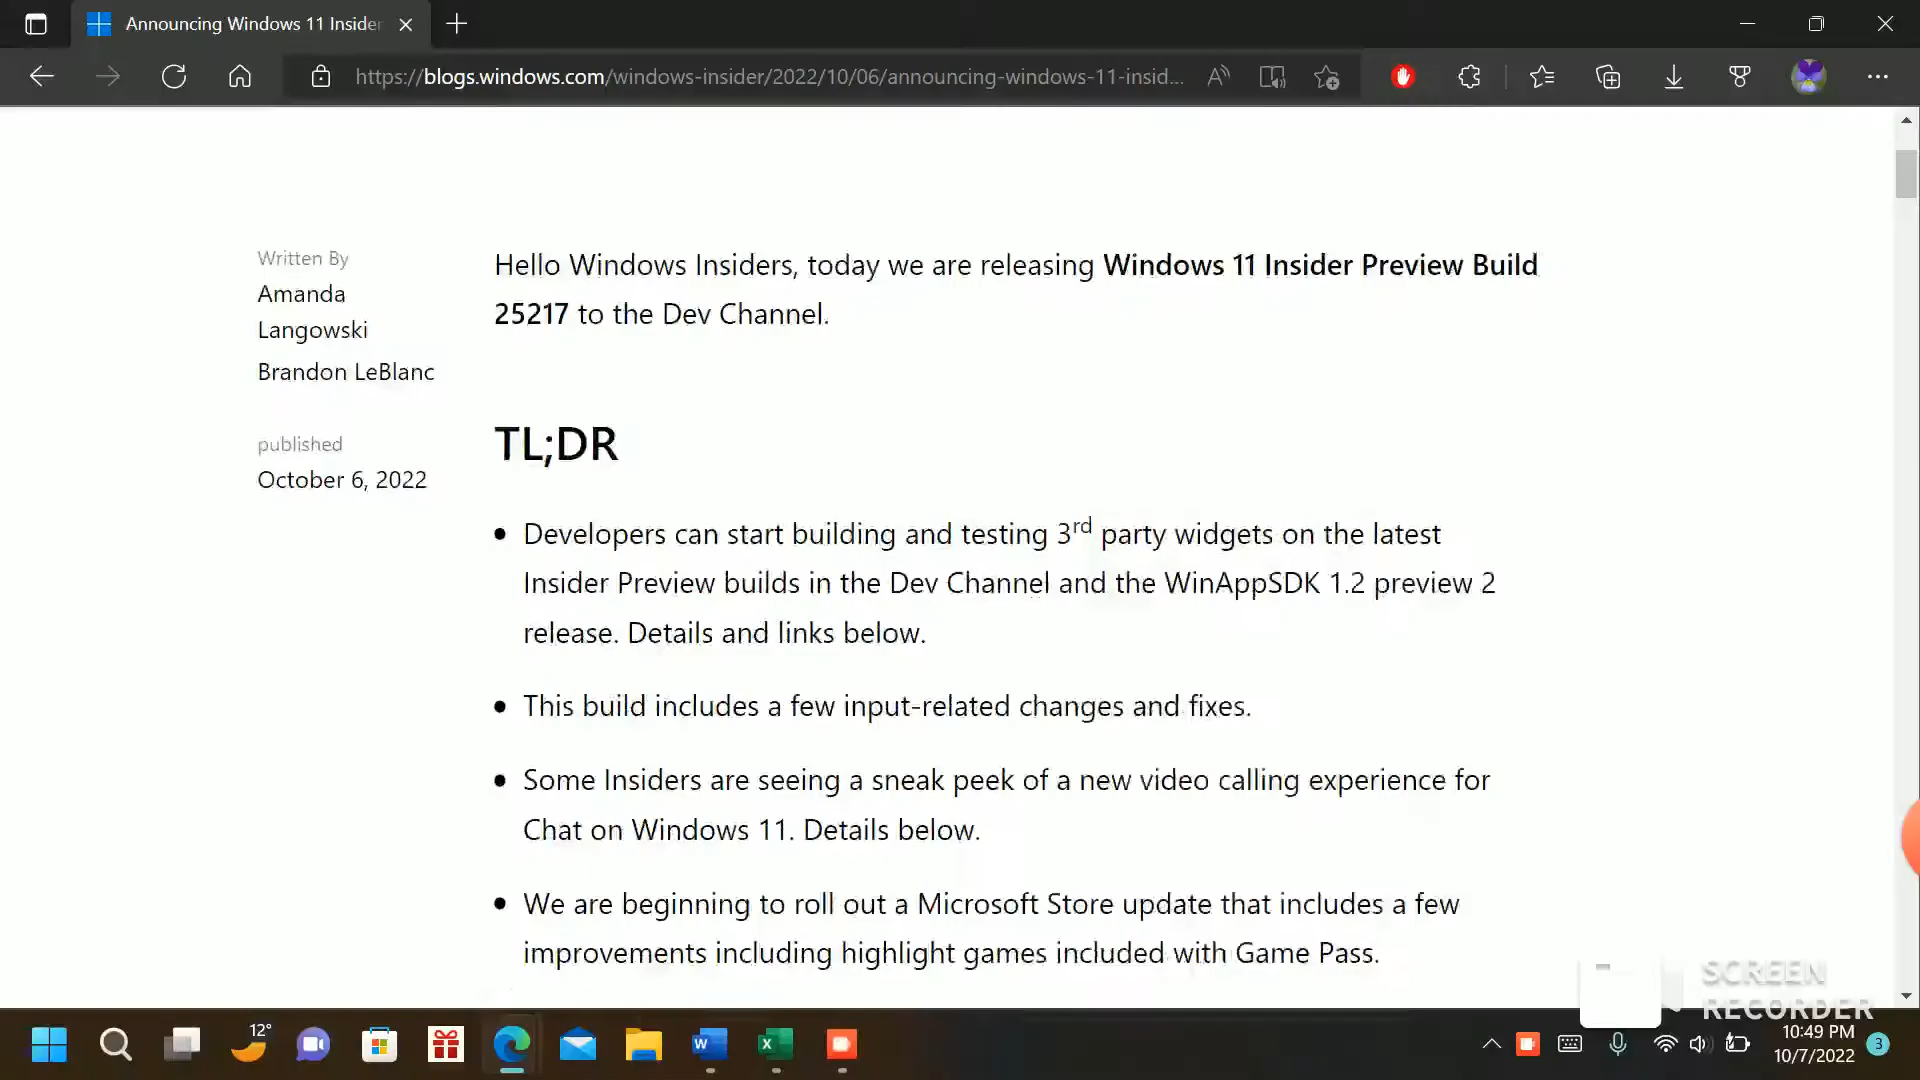 Announcing Windows 11 Insider
https://blogs.windows.com/windows-insider/2022/10/06/announcing-windows-11-insid...
Written By
Amanda
Langowski
Brandon LeBlanc
published
October 6, 2022
Hello Windows Insiders, today we are releasing Windows 11 Insider Preview Build
25217 to the Dev Channel.
TL;DR
• Developers can start building and testing 3rd party widgets on the latest
Insider Preview builds in the Dev Channel and the WinAppSDK 1.2 preview 2
release. Details and links below.
• This build includes a few input-related changes and fixes.
• Some Insiders are seeing a sneak peek of a new video calling experience for
Chat on Windows 11. Details below.
• We are beginning to roll out a Microsoft Store update that includes a few
improvements including highlight games included with Game Pass.
SCREEN
RECORDER
12°
10:49 PM
10/7/2022
3